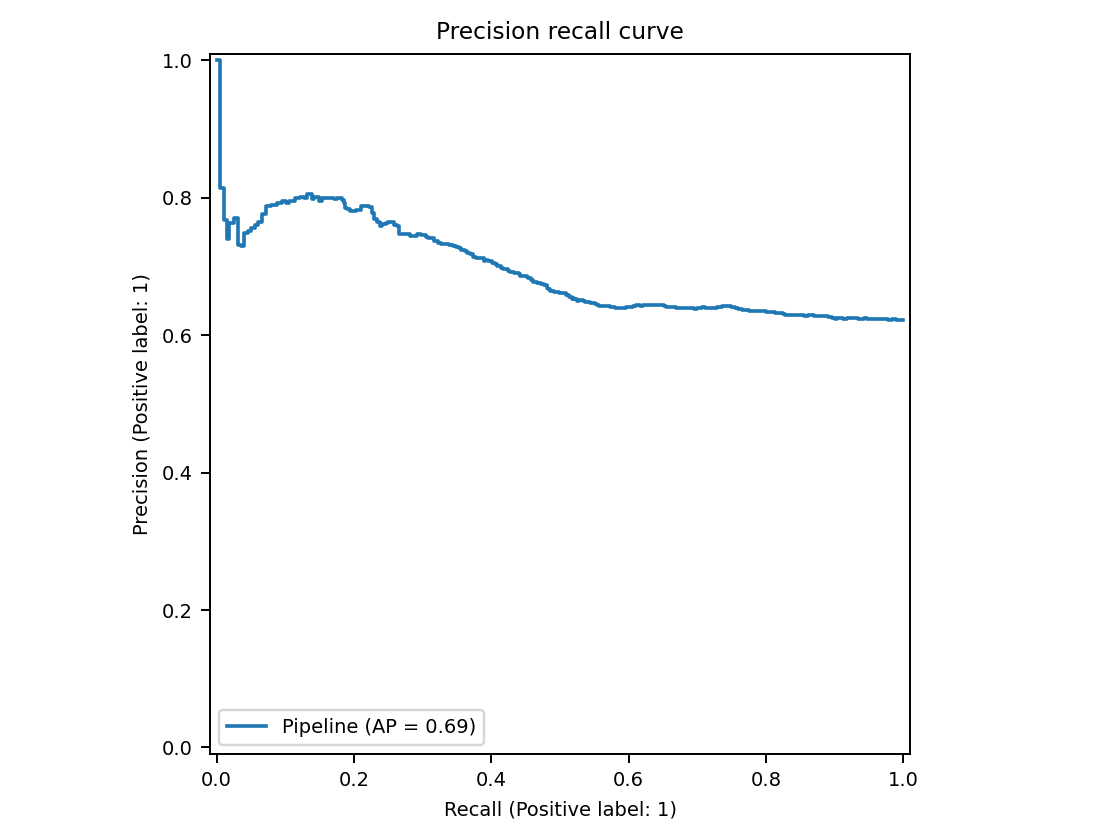 Precision recall curve
1.0
0.8
0.6
0.4
0.2
0.0
Precision (Positive label: 1)
Pipeline (AP = 0.69)
0.0 0.2 0.4 0.6 0.8 1.0
Recall (Positive label: 1)